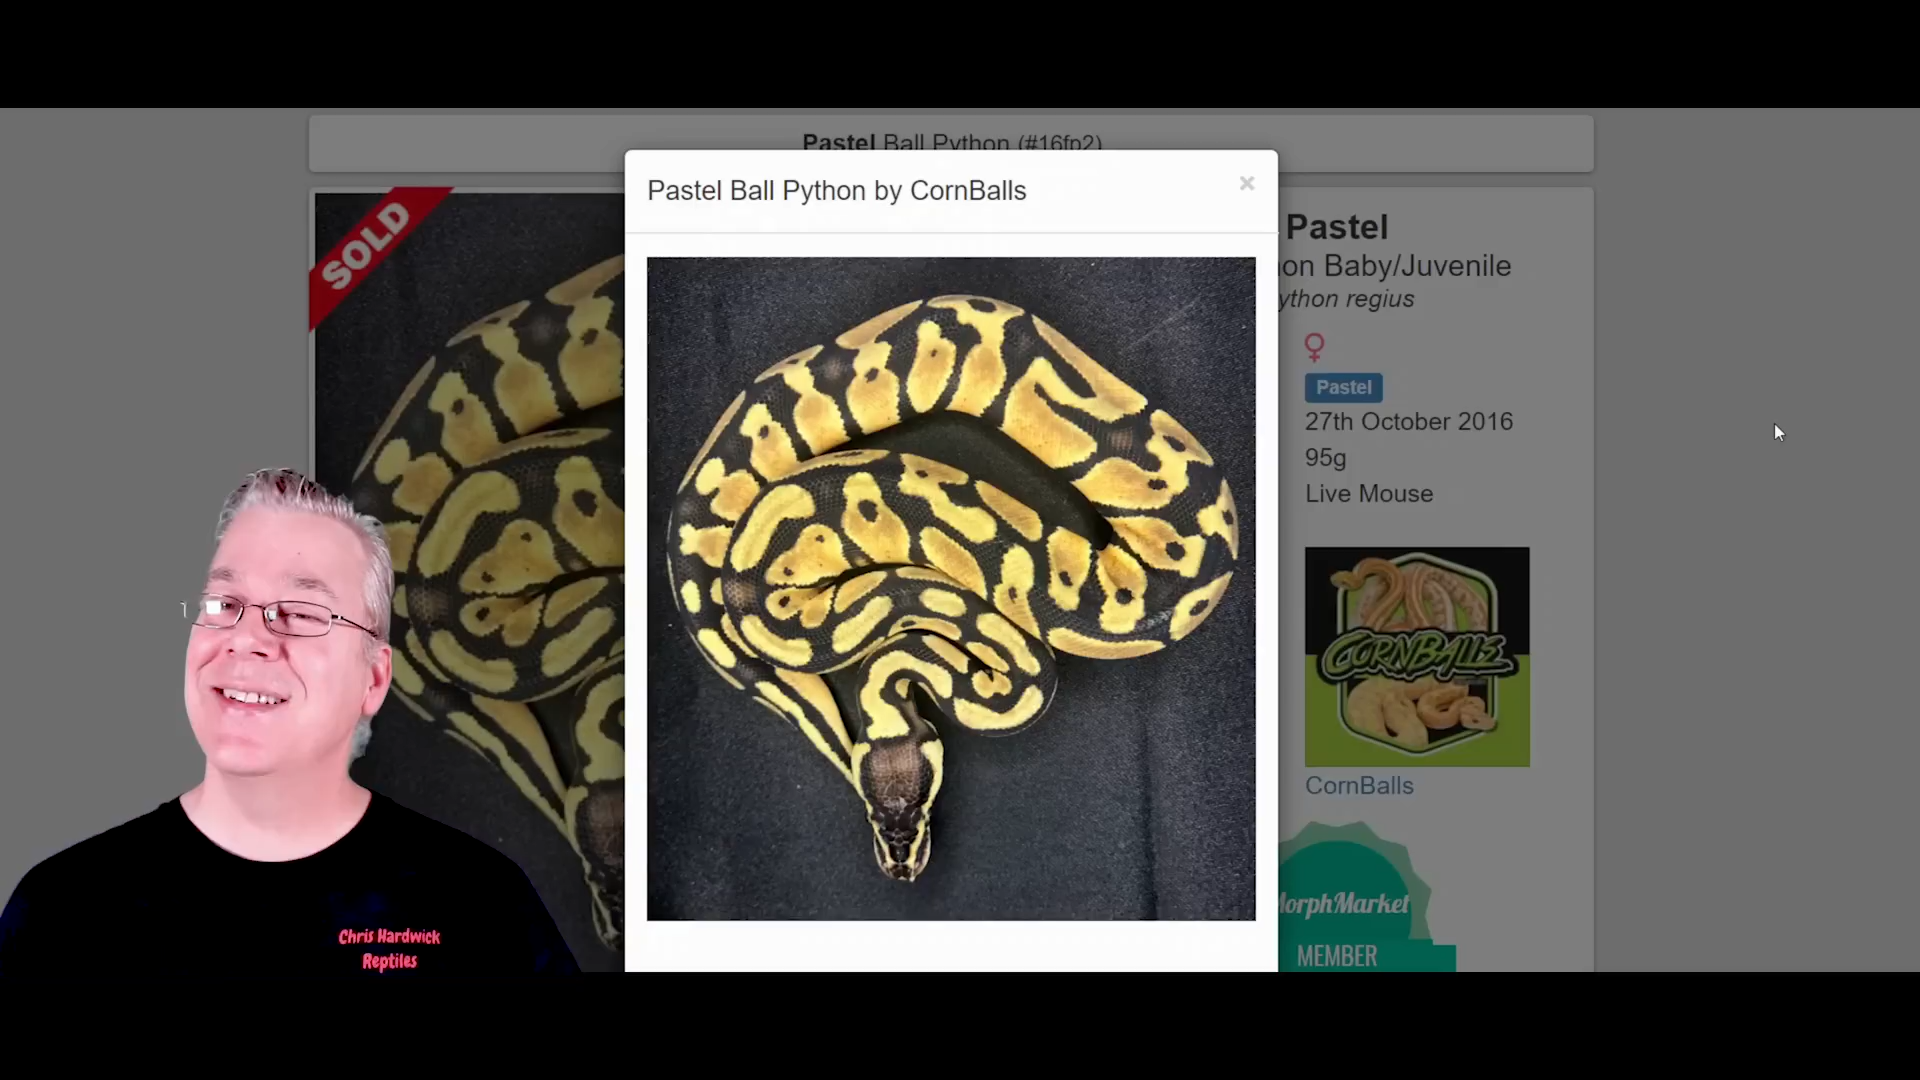 Pastel Ball Python (#16fp2)
Pastel Ball Python by CornBalls
×
SOLD
Pastel
on Baby/Juvenile
ython regius
♀
Pastel
27th October 2016
95g
Live Mouse
CORNBALLS
CornBalls
MorphMarket
MEMBER
Chris Hardwick
Reptiles